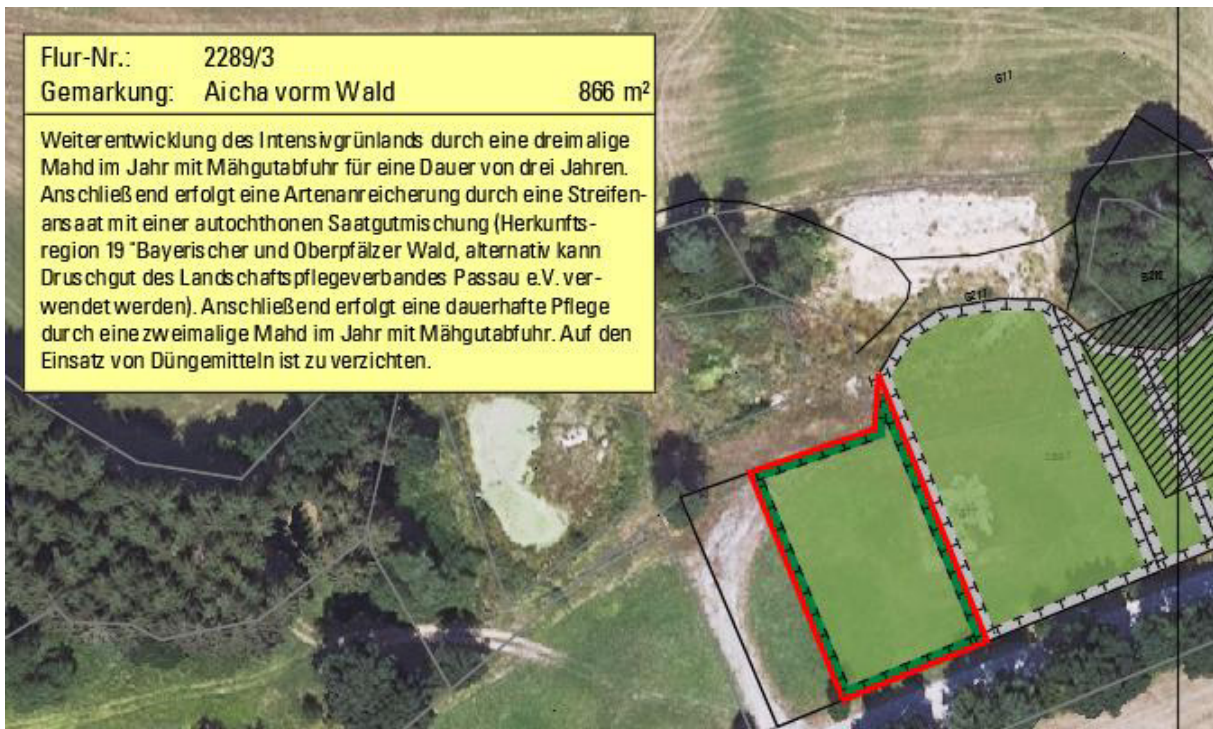 Flur-Nr.: 2289/3
Gemarkung: Aicha vorm Wald 866 m²
Weiterentwicklung des Intensivgrünlands durch eine dreimalige
Mahd im Jahr mit Mähgutabfuhr für eine Dauer von drei Jahren.
Anschließend erfolgt eine Artenanreicherung durch eine Streifen-
ansaat mit einer autochthonen Saatgutmischung (Herkunfts-
region 19 "Bayerischer und Oberpfälzer Wald, alternativ kann
Druschgut des Landschaftspflegeverbandes Passau e.V. ver-
wendet werden). Anschließend erfolgt eine dauerhafte Pflege
durch eine zweimalige Mahd im Jahr mit Mähgutabfuhr. Auf den
Einsatz von Düngemitteln ist zu verzichten.
G11
G217